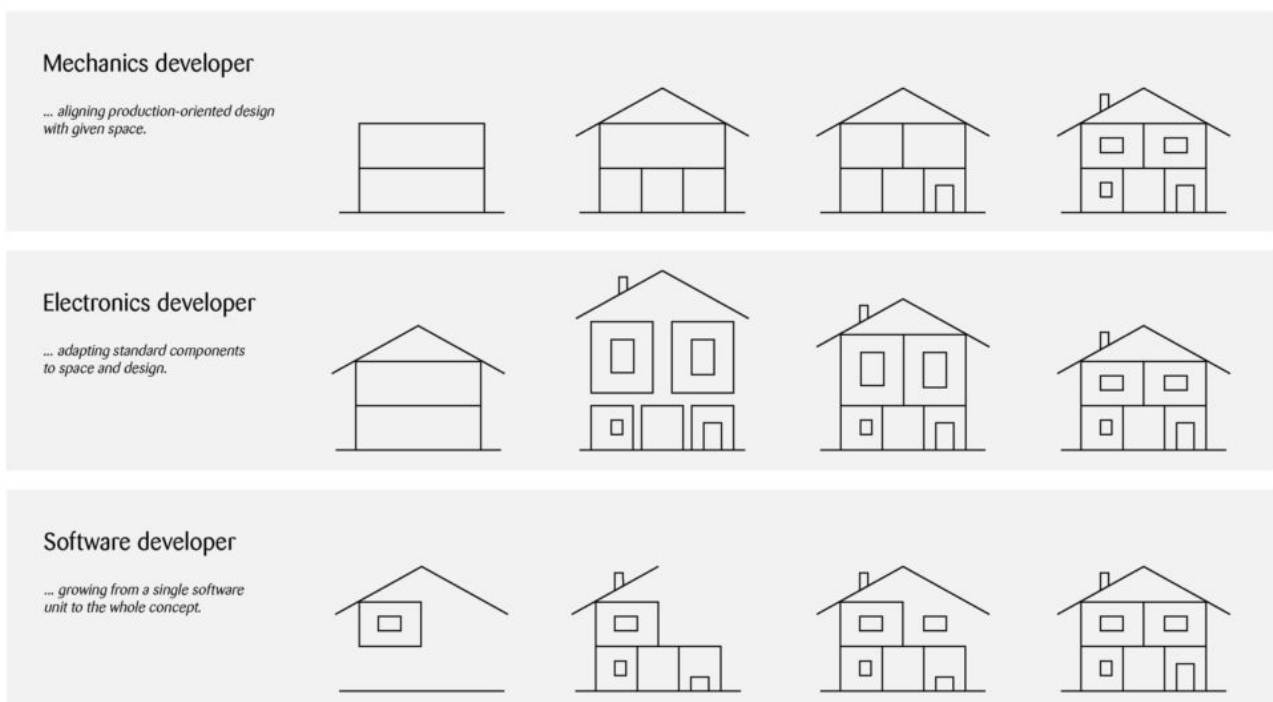 Mechanics developer
... aligning production-oriented design
with given space.
Electronics developer
... adapting standard components
to space and design.
Software developer
... growing from a single software
unit to the whole concept.